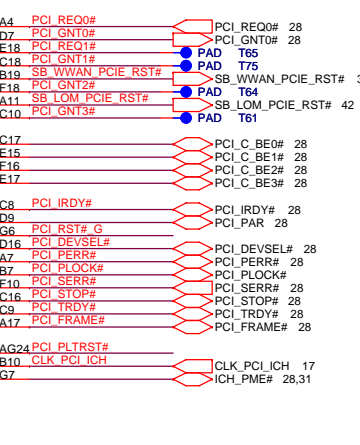 A4 PCI_REQ0# PCI_REQ0# 28
D7 PCI_GNT0# PCI_GNT0# 28
E18 PCI_REQ1# PAD T65
C18 PCI_GNT1# PAD T75
B19 SB_WWAN_PCIE_RST# SB_WWAN_PCIE_RST#
F18 PCI_GNT2# PAD T64
A11 SB_LOM_PCIE_RST# SB_LOM_PCIE_RST# 42
C10 PCI_GNT3# PAD T61
C17 PCI_C_BE0# 28
E15 PCI_C_BE1# 28
F16 PCI_C_BE2# 28
E17 PCI_C_BE3# 28
C8 PCI_IRDY# PCI_IRDY# 28
D9 PCI_PAR 28
G6 PCI_RST#_G
D16 PCI_DEVSEL# PCI_DEVSEL# 28
A7 PCI_PERR# PCI_PERR# 28
B7 PCI_PLOCK# PCI_PLOCK#
F10 PCI_SERR# PCI_SERR# 28
C16 PCI_STOP# PCI_STOP# 28
C9 PCI_TRDY# PCI_TRDY# 28
A17 PCI_FRAME# PCI_FRAME# 28
AG24 PCI_PLTRST#
B10 CLK_PCI_ICH CLK_PCI_ICH 17
G7 ICH_PME# 28,31